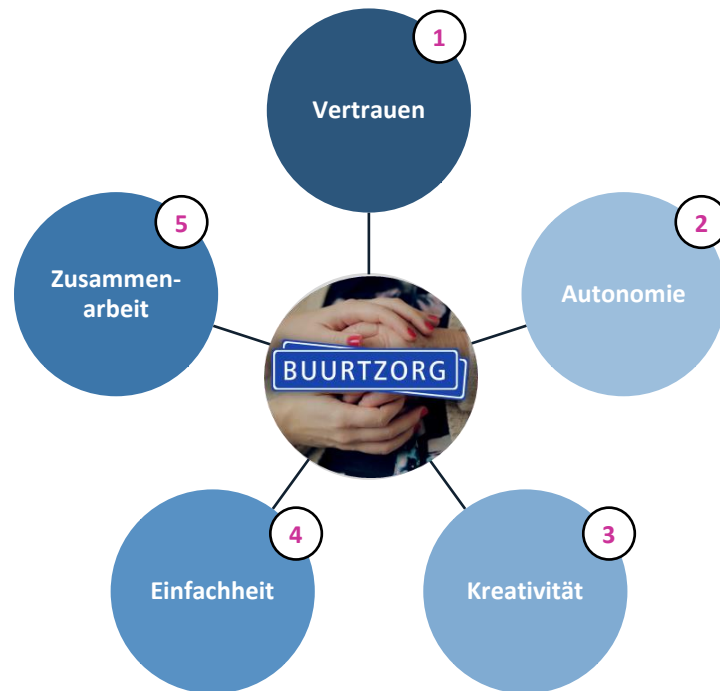 1
Vertrauen
2
Autonomie
3
Kreativität
4
Einfachheit
5
Zusammen-
arbeit
BUURTZORG